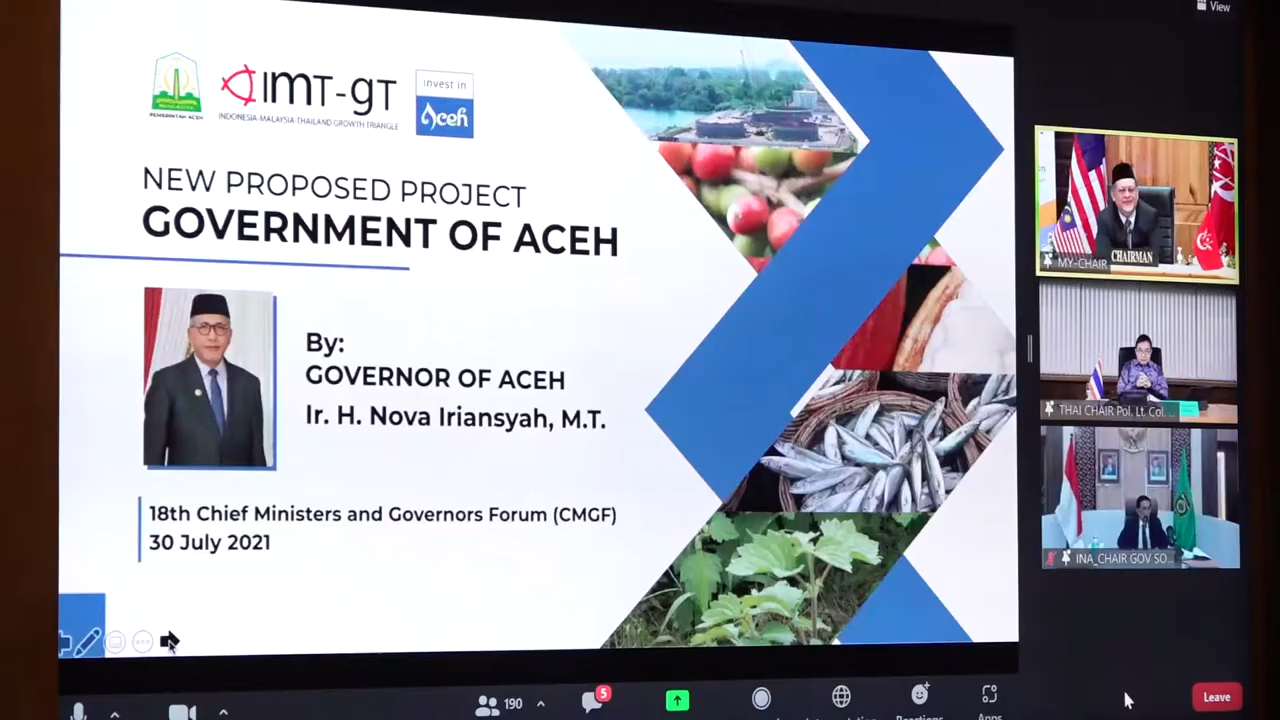 View
PEMERINTAH ACEH
IMT-GT
INDONESIA-MALAYSIA-THAILAND GROWTH TRIANGLE
invest in
Aceh
NEW PROPOSED PROJECT
GOVERNMENT OF ACEH
By:
GOVERNOR OF ACEH
Ir. H. Nova Iriansyah, M.T.
18th Chief Ministers and Governors Forum (CMGF)
30 July 2021
CHAIRMAN
MY-CHAIR
THAI CHAIR Pol. Lt. Col. ...
INA_CHAIR GOV SO...
190
5
Reactions
Apps
Leave